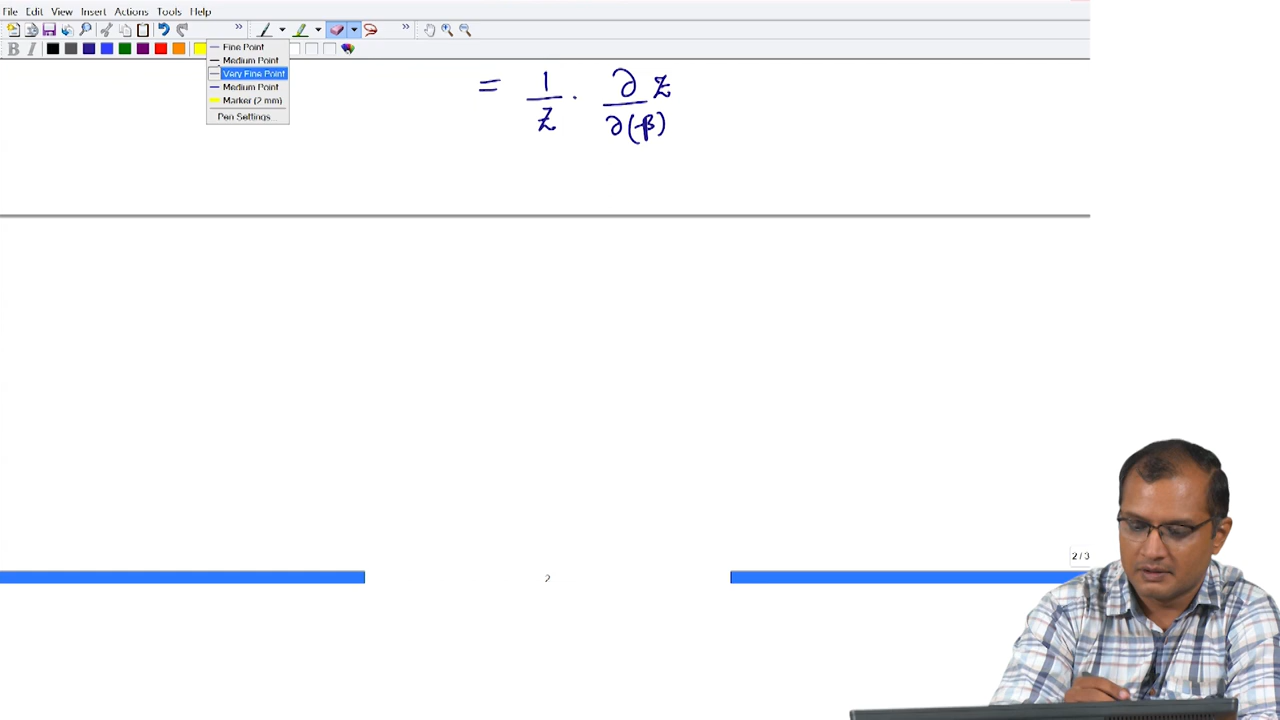 File Edit View Insert Actions Tools Help
»
»
B I
Fine Point
Medium Point
Very Fine Point
Medium Point
Marker (2 mm)
Pen Settings...
= 1/Z · ∂Z/∂(-β)
2 / 3
2